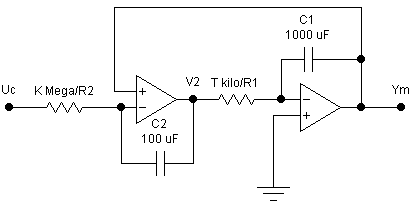 C1
1000 uF
Uc
K Mega/R2
V2
T kilo/R1
Ym
+
−
C2
100 uF
−
+